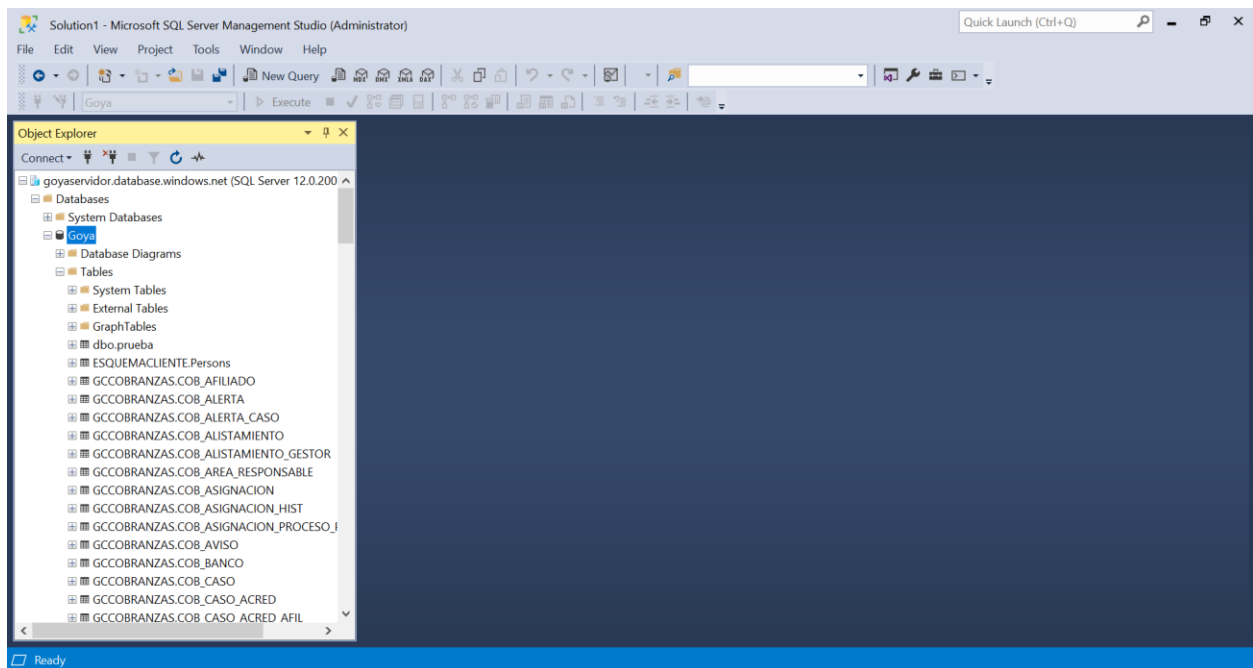 Solution1 - Microsoft SQL Server Management Studio (Administrator)
Quick Launch (Ctrl+Q)
File Edit View Project Tools Window Help
New Query MDX DMX XMLA DAX
Goya Execute
Object Explorer
Connect
goyaservidor.database.windows.net (SQL Server 12.0.200
Databases
System Databases
Goya
Database Diagrams
Tables
System Tables
External Tables
GraphTables
dbo.prueba
ESQUEMACLIENTE.Persons
GCCOBRANZAS.COB_AFILIADO
GCCOBRANZAS.COB_ALERTA
GCCOBRANZAS.COB_ALERTA_CASO
GCCOBRANZAS.COB_ALISTAMIENTO
GCCOBRANZAS.COB_ALISTAMIENTO_GESTOR
GCCOBRANZAS.COB_AREA_RESPONSABLE
GCCOBRANZAS.COB_ASIGNACION
GCCOBRANZAS.COB_ASIGNACION_HIST
GCCOBRANZAS.COB_ASIGNACION_PROCESO_
GCCOBRANZAS.COB_AVISO
GCCOBRANZAS.COB_BANCO
GCCOBRANZAS.COB_CASO
GCCOBRANZAS.COB_CASO_ACRED
GCCOBRANZAS.COB_CASO_ACRED_AFIL
Ready